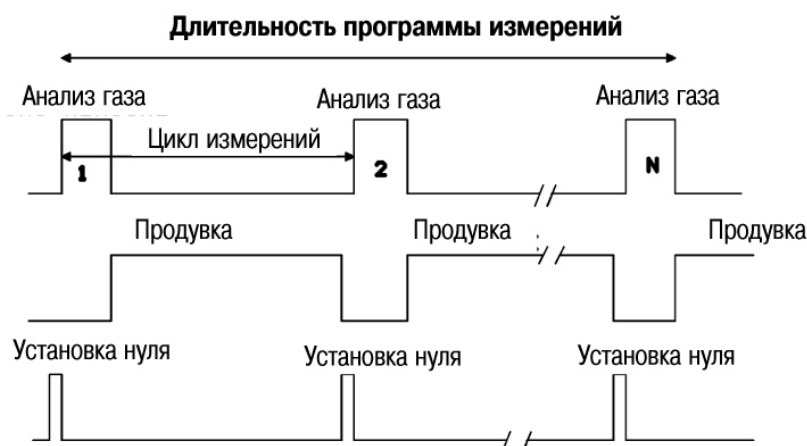 Длительность программы измерений
Анализ газа Анализ газа Анализ газа
Цикл измерений
1 2 N
Продувка Продувка Продувка
Установка нуля Установка нуля Установка нуля